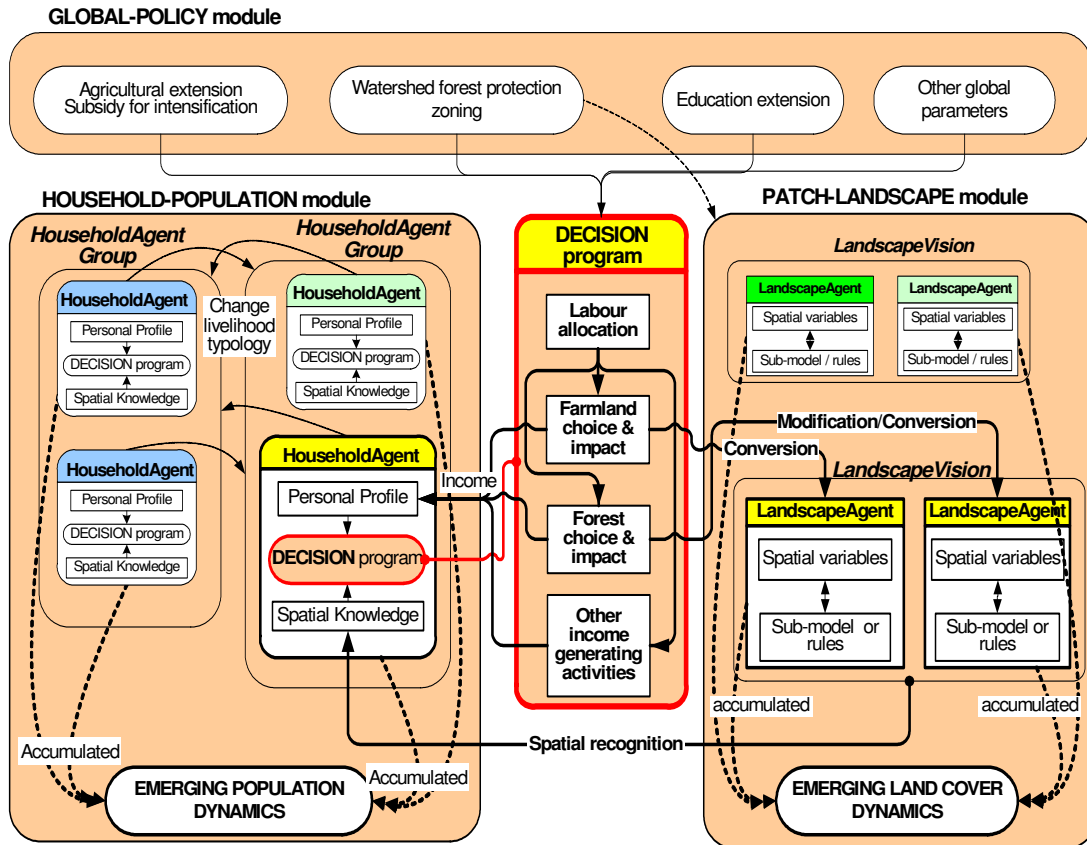 GLOBAL-POLICY module
Agricultural extension
Subsidy for intensification
Watershed forest protection
zoning
Education extension
Other global
parameters
HOUSEHOLD-POPULATION module
HouseholdAgent
Group
HouseholdAgent
Group
HouseholdAgent
Personal Profile
DECISION program
Spatial Knowledge
Change
livelihood
typology
HouseholdAgent
Personal Profile
DECISION program
Spatial Knowledge
HouseholdAgent
Personal Profile
DECISION program
Spatial Knowledge
HouseholdAgent
Personal Profile
DECISION program
Spatial Knowledge
Accumulated
Accumulated
EMERGING POPULATION
DYNAMICS
DECISION
program
Labour
allocation
Farmland
choice &
impact
Forest
choice &
impact
Other
income
generating
activities
Income
Spatial recognition
PATCH-LANDSCAPE module
LandscapeVision
LandscapeAgent
Spatial variables
Sub-model / rules
LandscapeAgent
Spatial variables
Sub-model / rules
Modification/Conversion
Conversion
LandscapeVision
LandscapeAgent
Spatial variables
Sub-model or
rules
LandscapeAgent
Spatial variables
Sub-model or
rules
accumulated
accumulated
EMERGING LAND COVER
DYNAMICS